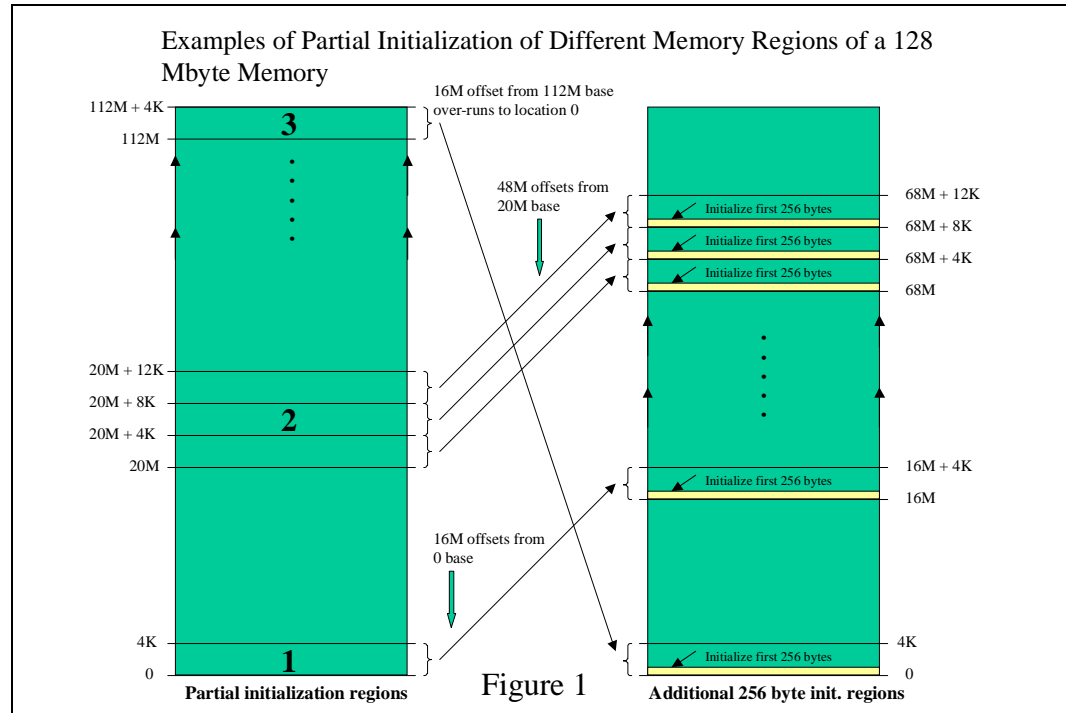 Examples of Partial Initialization of Different Memory Regions of a 128
Mbyte Memory
112M + 4K
112M
3
16M offset from 112M base
over-runs to location 0
48M offsets from
20M base
20M + 12K
20M + 8K
20M + 4K
20M
2
16M offsets from
0 base
4K
0
1
Partial initialization regions
Figure 1
68M + 12K
Initialize first 256 bytes
68M + 8K
Initialize first 256 bytes
68M + 4K
Initialize first 256 bytes
68M
16M + 4K
Initialize first 256 bytes
16M
4K
Initialize first 256 bytes
0
Additional 256 byte init. regions